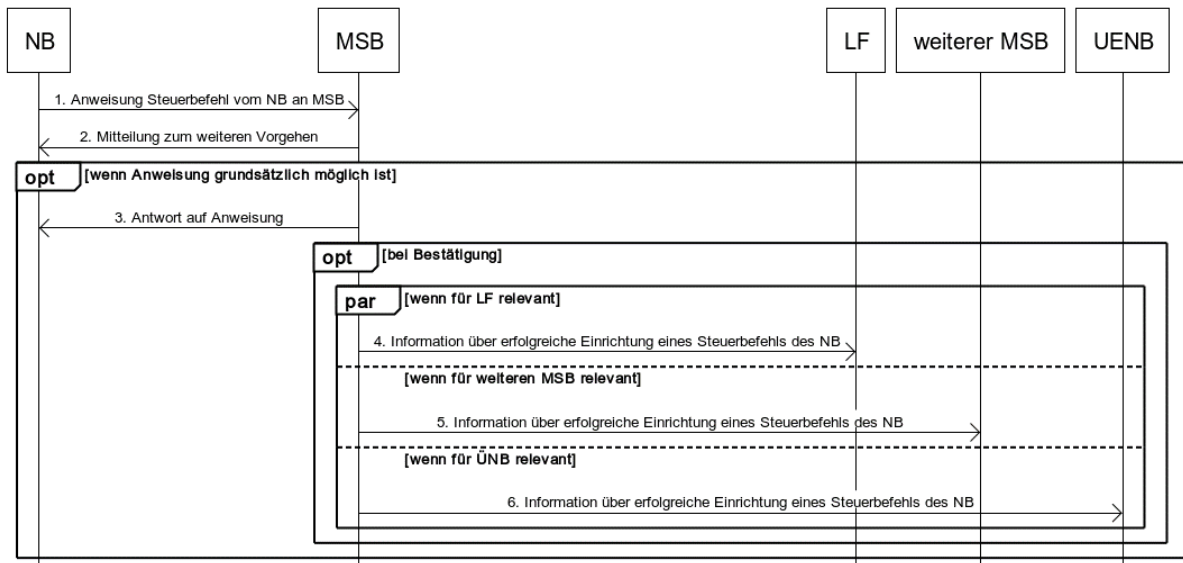 NB
MSB
LF
weiterer MSB
UENB
1. Anweisung Steuerbefehl vom NB an MSB
2. Mitteilung zum weiteren Vorgehen
opt
[wenn Anweisung grundsätzlich möglich ist]
3. Antwort auf Anweisung
opt
[bei Bestätigung]
par
[wenn für LF relevant]
4. Information über erfolgreiche Einrichtung eines Steuerbefehls des NB
[wenn für weiteren MSB relevant]
5. Information über erfolgreiche Einrichtung eines Steuerbefehls des NB
[wenn für ÜNB relevant]
6. Information über erfolgreiche Einrichtung eines Steuerbefehls des NB